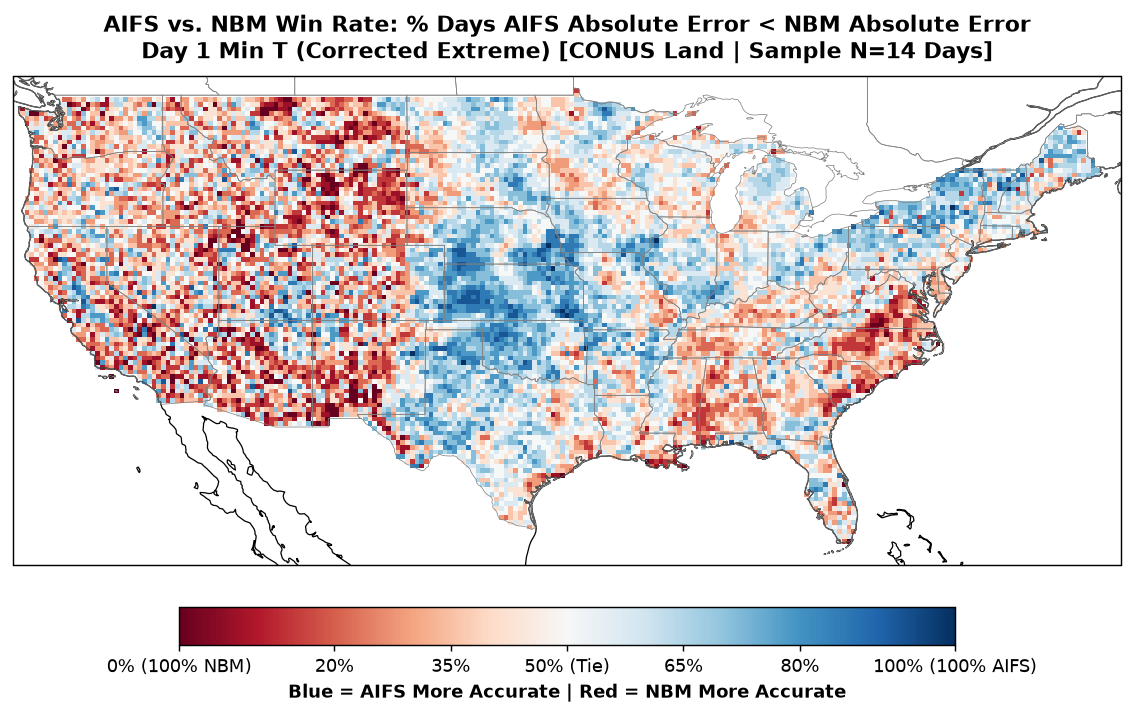 AIFS vs. NBM Win Rate: % Days AIFS Absolute Error < NBM Absolute Error
Day 1 Min T (Corrected Extreme) [CONUS Land | Sample N=14 Days]
0% (100% NBM) 20% 35% 50% (Tie) 65% 80% 100% (100% AIFS)
Blue = AIFS More Accurate | Red = NBM More Accurate